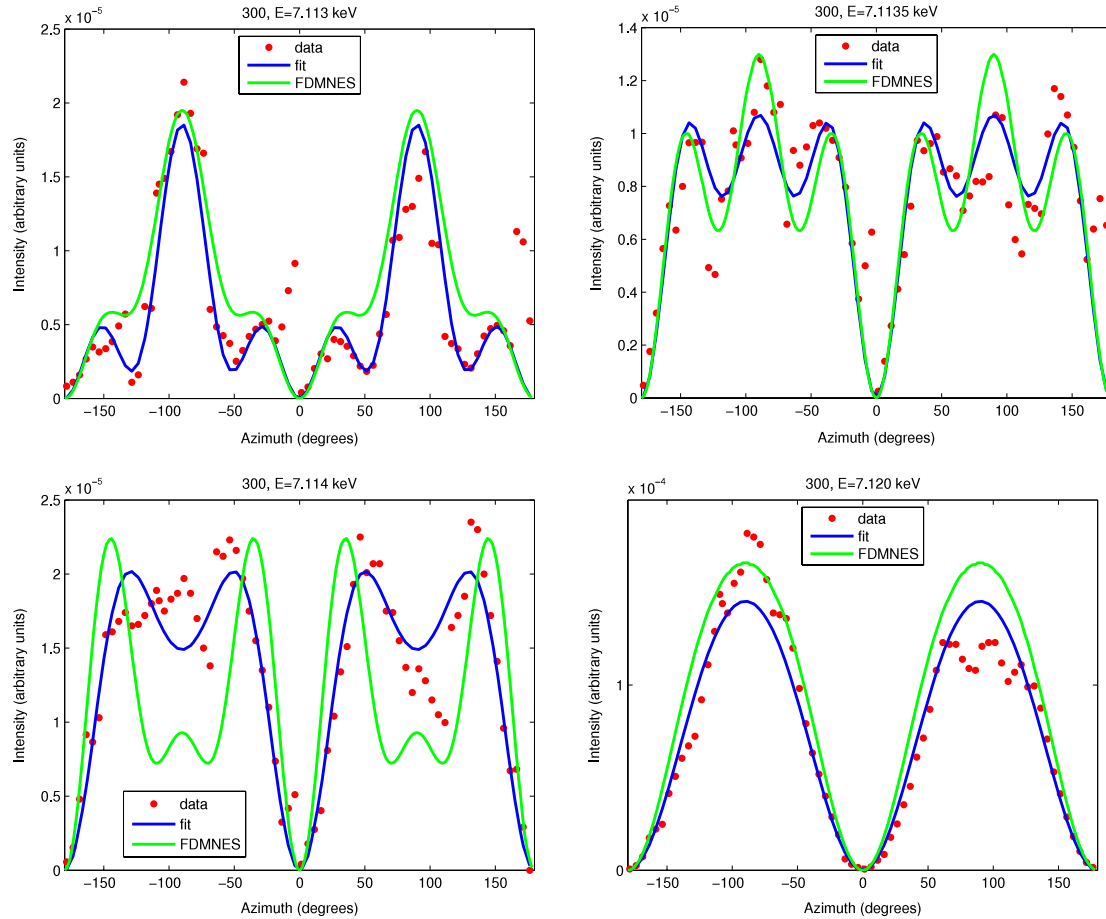 300, E=7.113 keV
x 10⁻⁵
2.5
2
1.5
1
0.5
0
Intensity (arbitrary units)
data
fit
FDMNES
−150 −100 −50 0 50 100 150
Azimuth (degrees)
300, E=7.1135 keV
x 10⁻⁵
1.4
1.2
1
0.8
0.6
0.4
0.2
0
Intensity (arbitrary units)
data
fit
FDMNES
−150 −100 −50 0 50 100 150
Azimuth (degrees)
300, E=7.114 keV
x 10⁻⁵
2.5
2
1.5
1
0.5
0
Intensity (arbitrary units)
data
fit
FDMNES
−150 −100 −50 0 50 100 150
Azimuth (degrees)
300, E=7.120 keV
x 10⁻⁴
1
0
Intensity (arbitrary units)
data
fit
FDMNES
−150 −100 −50 0 50 100 150
Azimuth (degrees)